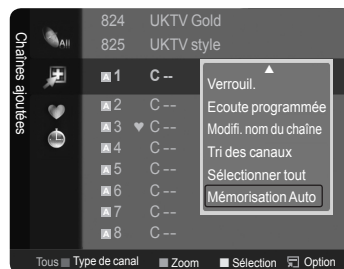 Chaînes ajoutées
All
824 UKTV Gold
825 UKTV style
A 1 C --
A 2 C --
A 3 ♥ C --
A 4 C --
A 5 C --
A 6 C --
A 7 C --
A 8 C --
▲
Verrouil.
Ecoute programmée
Modifi. nom du chaîne
Tri des canaux
Sélectionner tout
Mémorisation Auto
Tous Type de canal Zoom Sélection Option